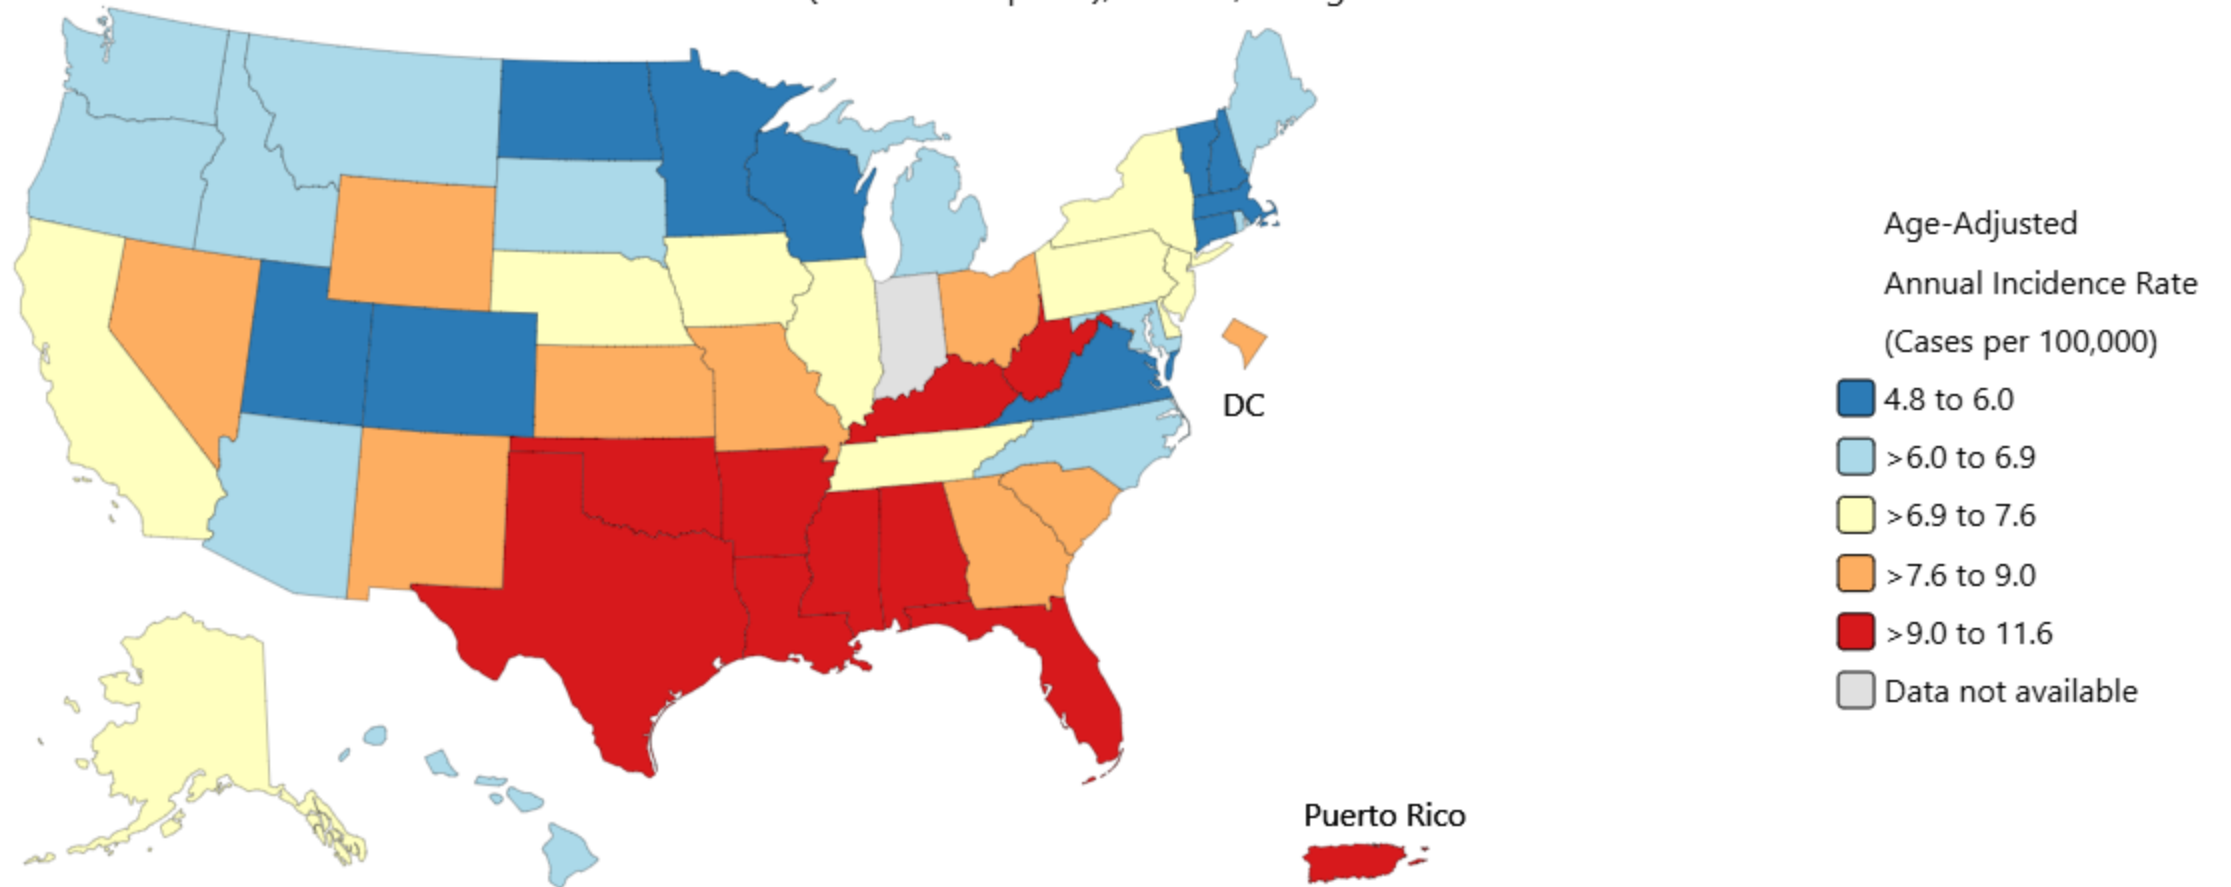 Age-Adjusted
Annual Incidence Rate
(Cases per 100,000)
4.8 to 6.0
>6.0 to 6.9
>6.9 to 7.6
>7.6 to 9.0
>9.0 to 11.6
Data not available
DC
Puerto Rico